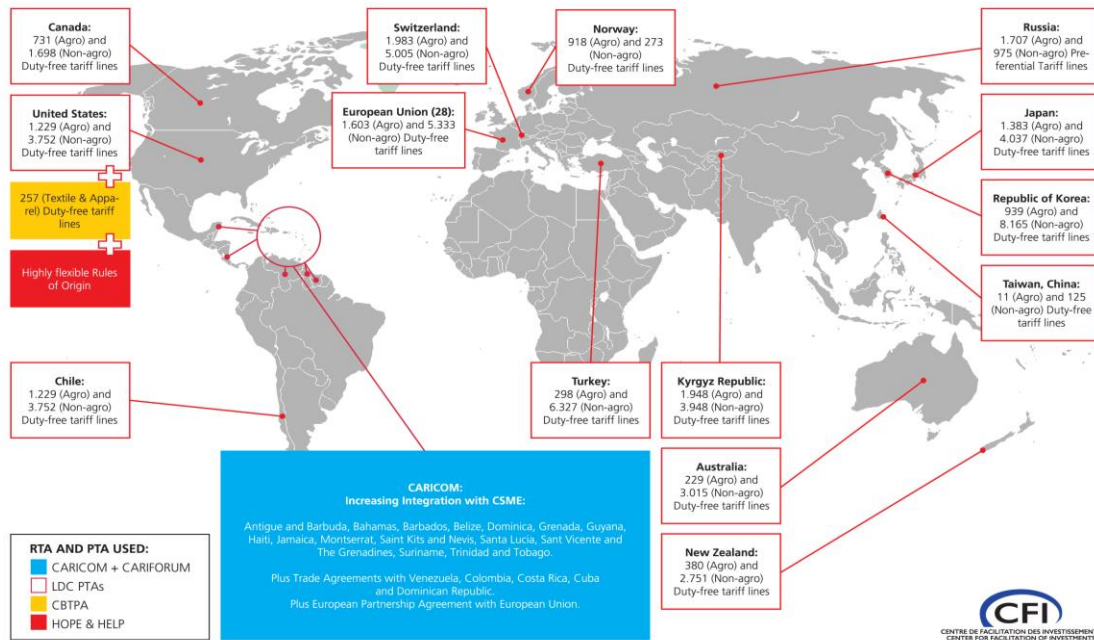 Canada:
731 (Agro) and
1.698 (Non-agro)
Duty-free tariff lines
Switzerland:
1.983 (Agro) and
5.005 (Non-agro)
Duty-free tariff lines
Norway:
918 (Agro) and 273
(Non-agro)
Duty-free tariff lines
Russia:
1.707 (Agro) and
975 (Non-agro) Pre-
ferential Tariff lines
United States:
1.229 (Agro) and
3.752 (Non-agro)
Duty-free tariff lines
European Union (28):
1.603 (Agro) and 5.333
(Non-agro) Duty-free
tariff lines
Japan:
1.383 (Agro) and
4.037 (Non-agro)
Duty-free tariff lines
257 (Textile & Appa-
rel) Duty-free tariff
lines
Republic of Korea:
939 (Agro) and
8.165 (Non-agro)
Duty-free tariff lines
Highly flexible Rules
of Origin
Taiwan, China:
11 (Agro) and 125
(Non-agro) Duty-free
tariff lines
Chile:
1.229 (Agro) and
3.752 (Non-agro)
Duty-free tariff lines
Turkey:
298 (Agro) and
6.327 (Non-agro)
Duty-free tariff lines
Kyrgyz Republic:
1.948 (Agro) and
3.948 (Non-agro)
Duty-free tariff lines
Australia:
229 (Agro) and
3.015 (Non-agro)
Duty-free tariff lines
CARICOM:
Increasing Integration with CSME:
Antigue and Barbuda, Bahamas, Barbados, Belize, Dominica, Grenada, Guyana,
Haiti, Jamaica, Montserrat, Saint Kits and Nevis, Santa Lucia, Sant Vicente and
The Grenadines, Suriname, Trinidad and Tobago.
Plus Trade Agreements with Venezuela, Colombia, Costa Rica, Cuba
and Dominican Republic.
Plus European Partnership Agreement with European Union.
New Zealand:
380 (Agro) and
2.751 (Non-agro)
Duty-free tariff lines
RTA AND PTA USED:
CARICOM + CARIFORUM
LDC PTAs
CBTPA
HOPE & HELP
CFI
CENTRE DE FACILITATION DES INVESTISSEMENTS
CENTER FOR FACILITATION OF INVESTMENTS